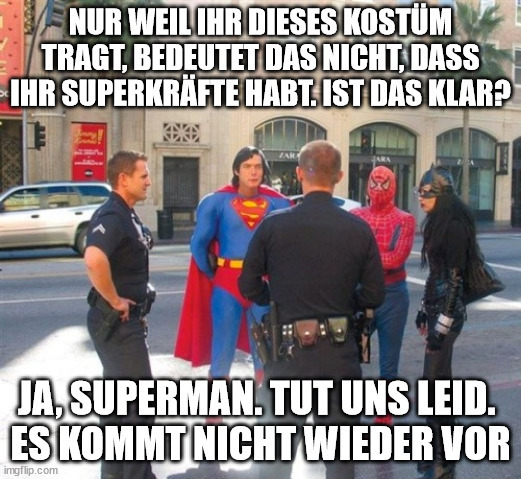 NUR WEIL IHR DIESES KOSTÜM
TRAGT, BEDEUTET DAS NICHT, DASS
IHR SUPERKRÄFTE HABT. IST DAS KLAR?
ZARA
ZARA
JA, SUPERMAN. TUT UNS LEID.
ES KOMMT NICHT WIEDER VOR
imgflip.com